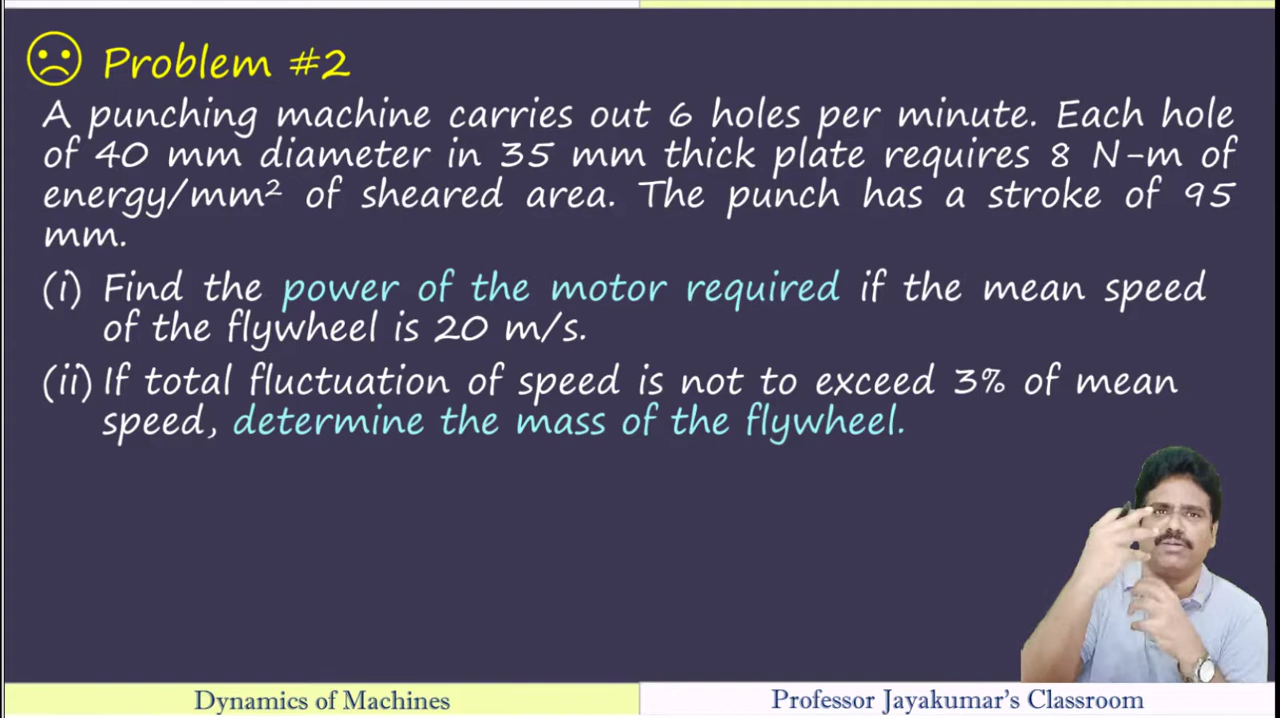 Problem #2
A punching machine carries out 6 holes per minute. Each hole
of 40 mm diameter in 35 mm thick plate requires 8 N-m of
energy/mm² of sheared area. The punch has a stroke of 95
mm.
(i) Find the power of the motor required if the mean speed
of the flywheel is 20 m/s.
(ii) If total fluctuation of speed is not to exceed 3% of mean
speed, determine the mass of the flywheel.
Dynamics of Machines
Professor Jayakumar's Classroom